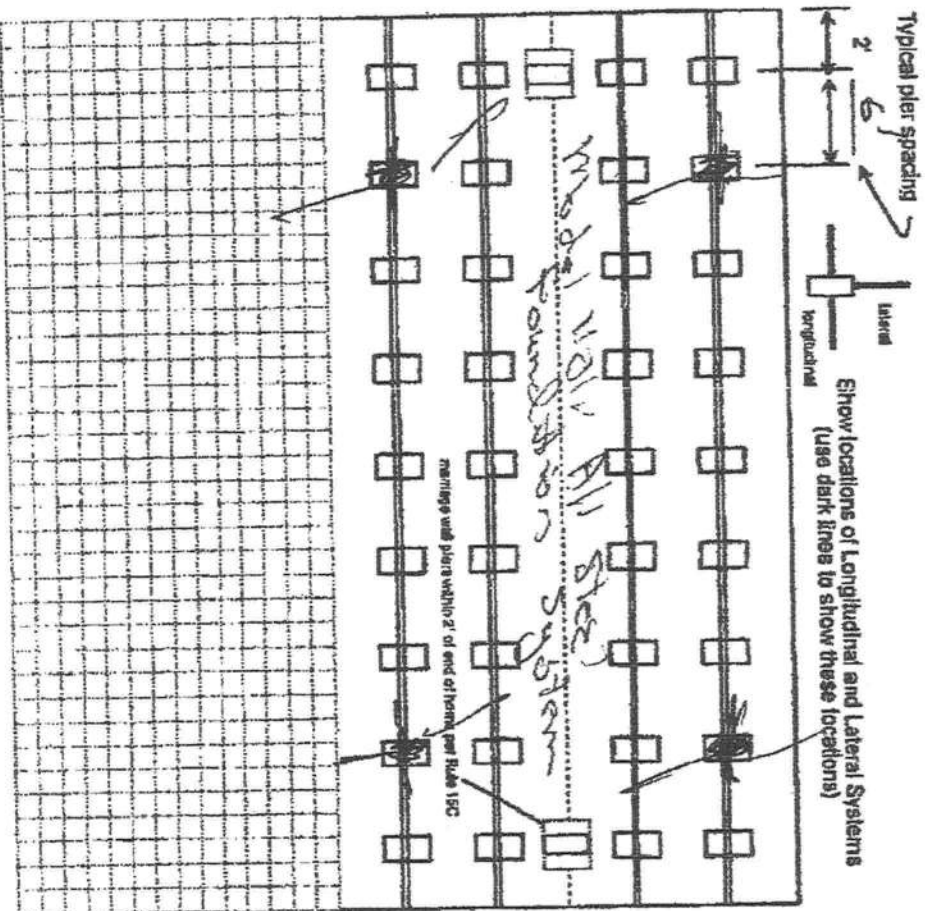 Typical pier spacing
2'
6'
lateral
longitudinal
Show locations of Longitudinal and Lateral Systems
(use dark lines to show these locations)
Model 1101V All Steel
Foundation System
marriage wall piers within 2' of end of home per Rule 15C